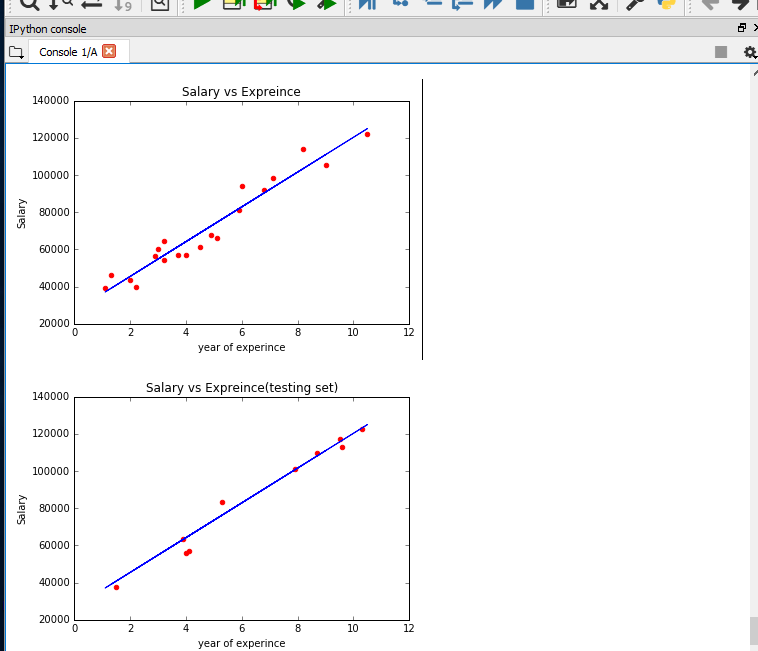 IPython console
Console 1/A
Salary vs Expreince
140000
120000
100000
80000
60000
40000
20000
Salary
0 2 4 6 8 10 12
year of experince
Salary vs Expreince(testing set)
140000
120000
100000
80000
60000
40000
20000
Salary
0 2 4 6 8 10 12
year of experince